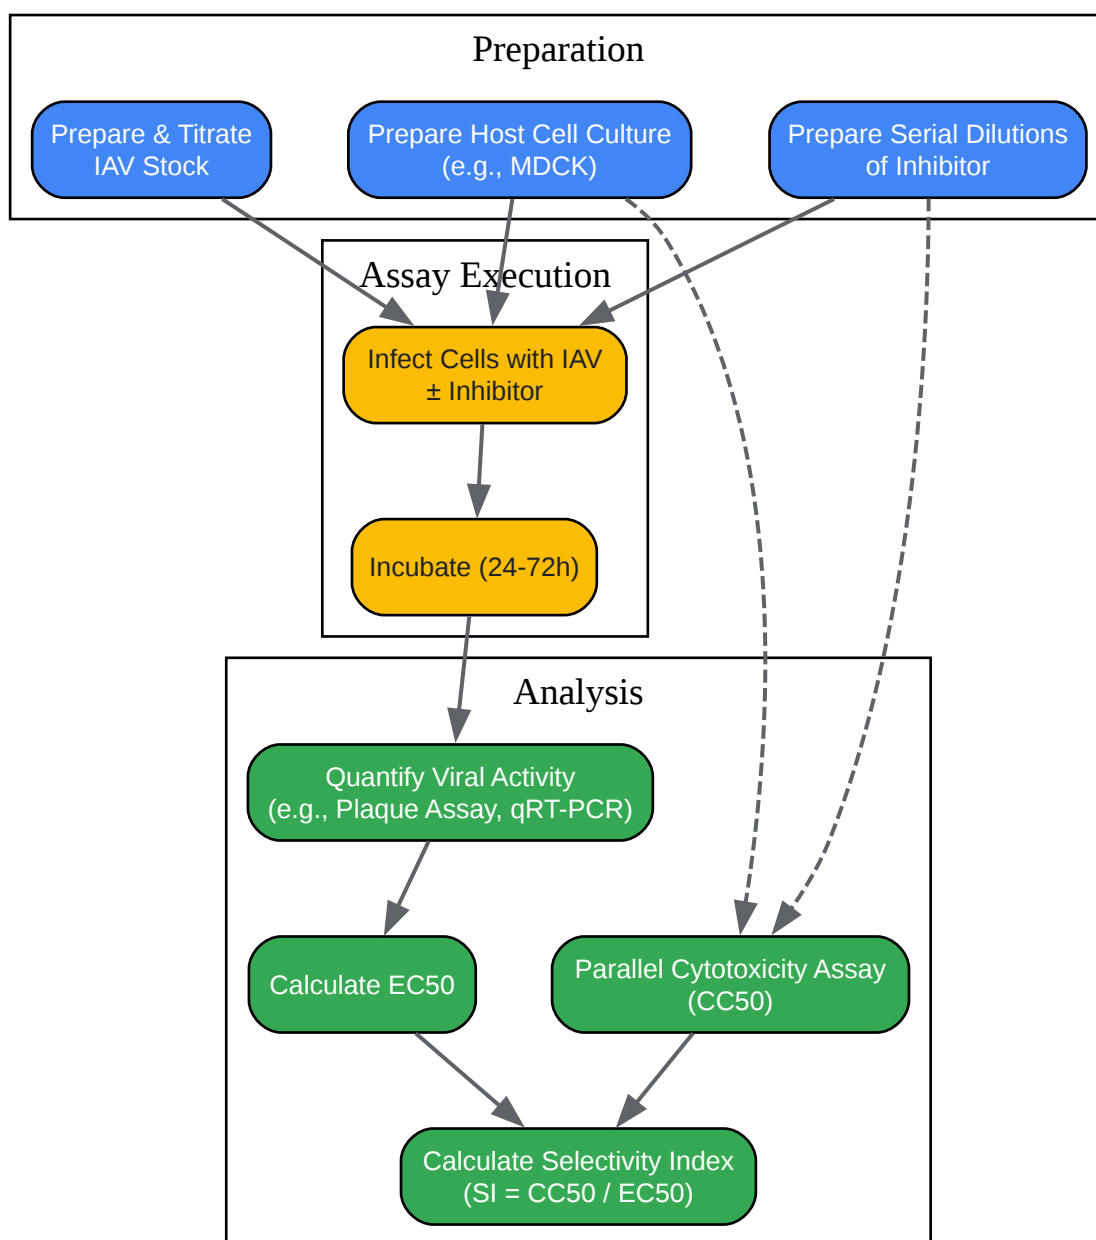 Preparation
Prepare & Titrate
IAV Stock
Prepare Host Cell Culture
(e.g., MDCK)
Prepare Serial Dilutions
of Inhibitor
Assay Execution
Infect Cells with IAV
± Inhibitor
Incubate (24-72h)
Analysis
Quantify Viral Activity
(e.g., Plaque Assay, qRT-PCR)
Calculate EC50
Parallel Cytotoxicity Assay
(CC50)
Calculate Selectivity Index
(SI = CC50 / EC50)